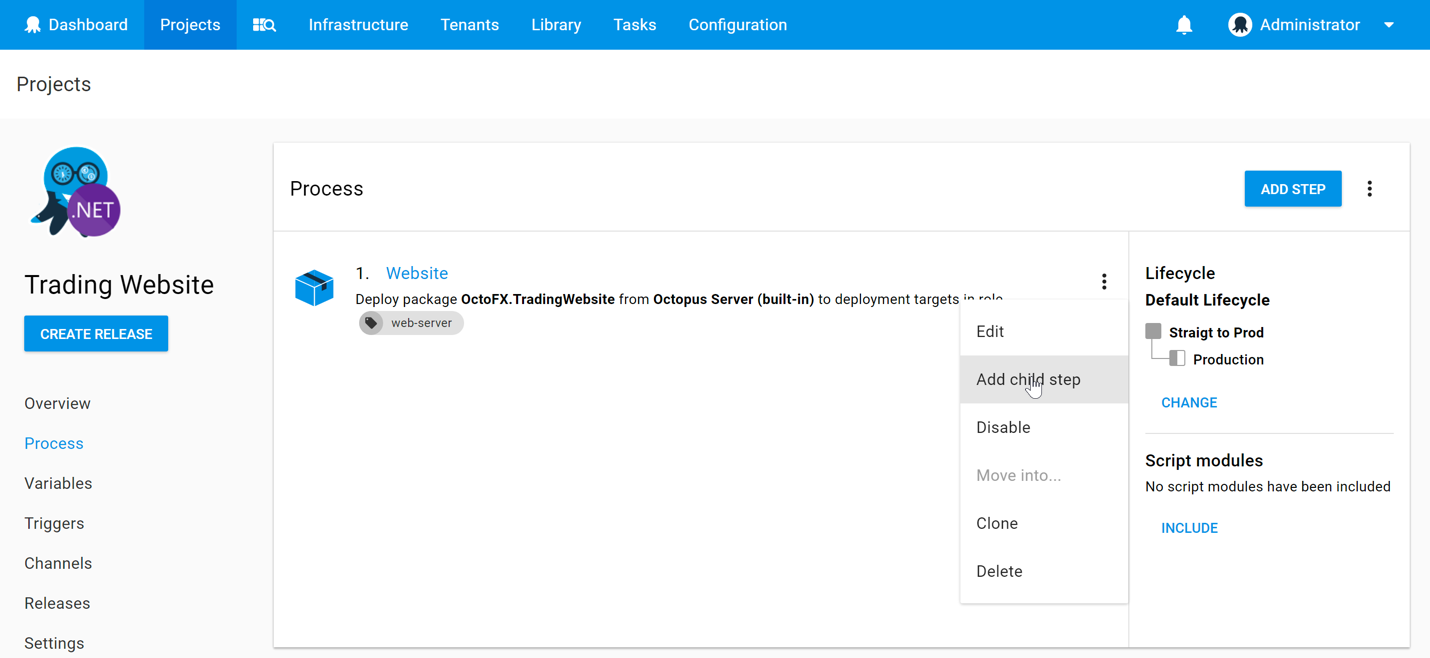 Dashboard Projects Infrastructure Tenants Library Tasks Configuration Administrator
Projects
.NET
Trading Website
CREATE RELEASE
Overview
Process
Variables
Triggers
Channels
Releases
Settings
Process
ADD STEP
1. Website
Deploy package OctoFX.TradingWebsite from Octopus Server (built-in) to deployment targets in role
web-server
Edit
Add child step
Disable
Move into...
Clone
Delete
Lifecycle
Default Lifecycle
Straigt to Prod
Production
CHANGE
Script modules
No script modules have been included
INCLUDE